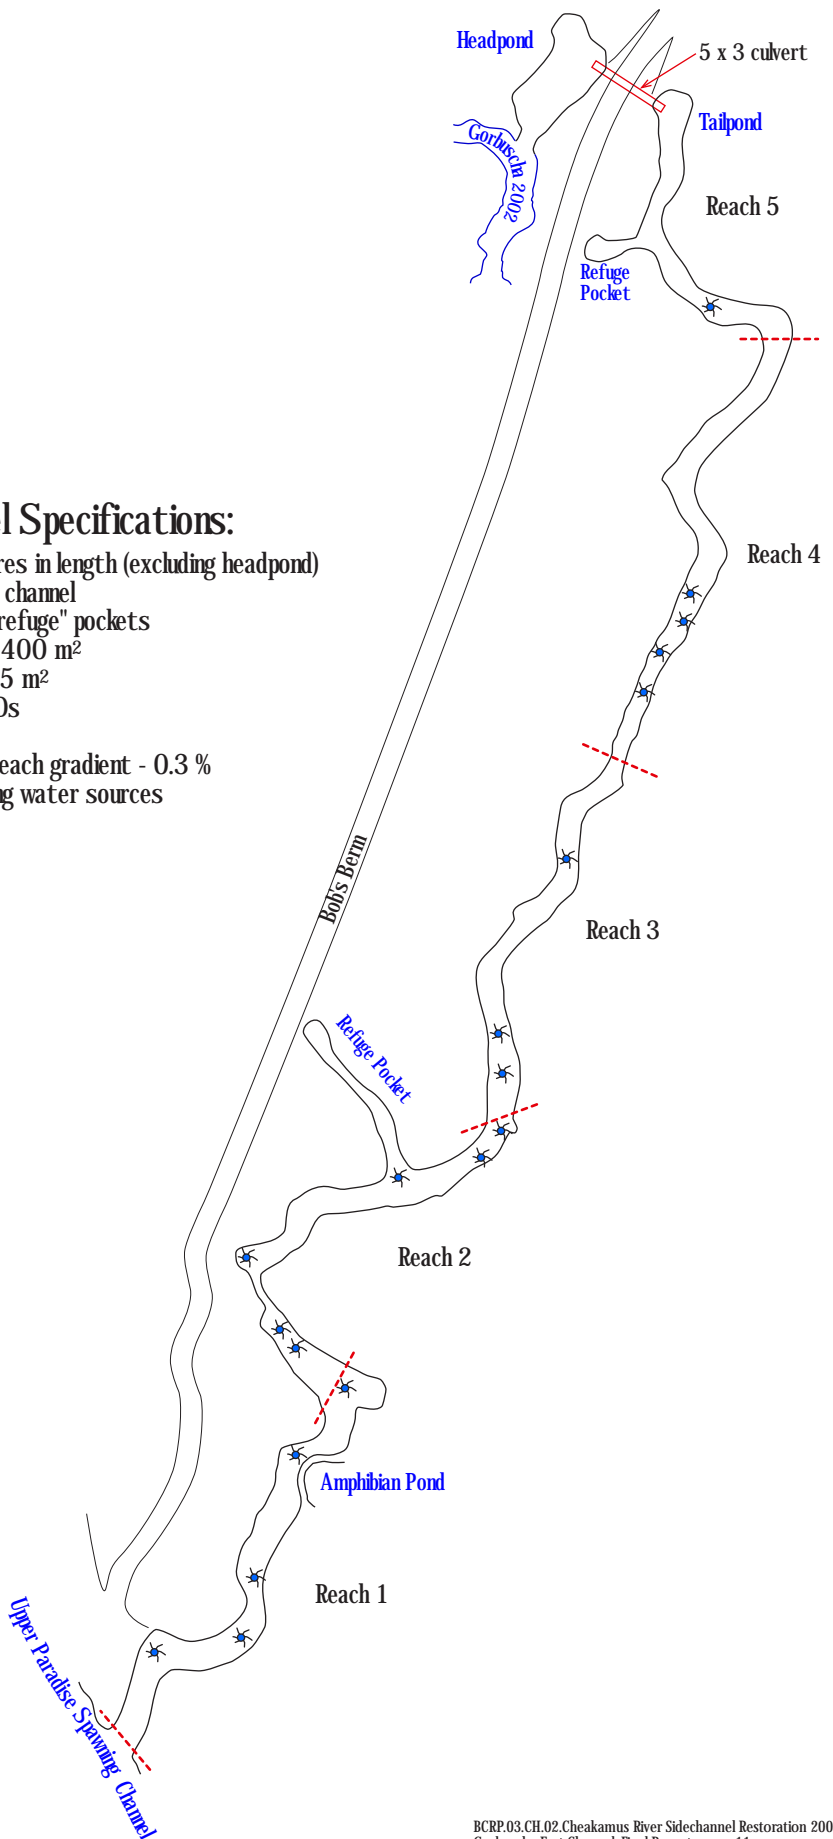 Headpond
5 x 3 culvert
Tailpond
Gorbuscha 2002
Reach 5
Refuge
Pocket
l Specifications:
res in length (excluding headpond)
channel
refuge" pockets
400 m²
5 m²
Os
each gradient - 0.3 %
ng water sources
Reach 4
Bob's Berm
Reach 3
Refuge Pocket
Reach 2
Amphibian Pond
Reach 1
Upper Paradise Spawning Channel
BCRP.03.CH.02.Cheakamus River Sidechannel Restoration 200